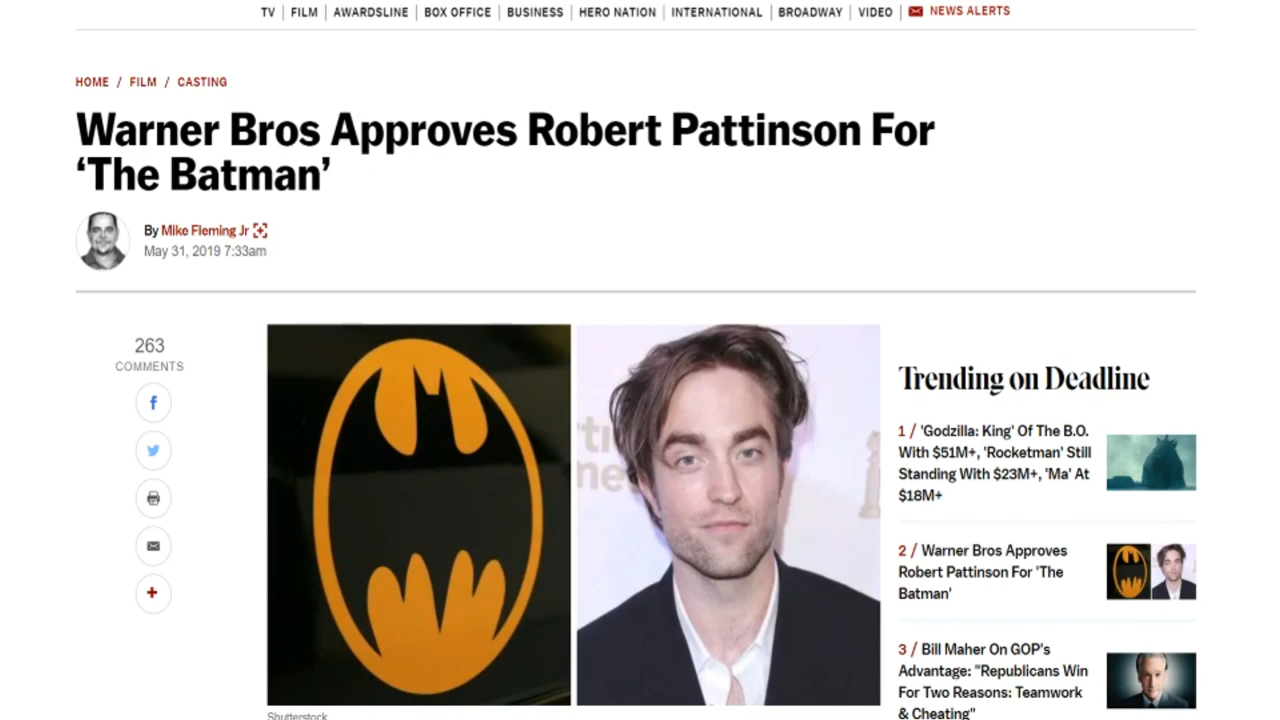 TV | FILM | AWARDSLINE | BOX OFFICE | BUSINESS | HERO NATION | INTERNATIONAL | BROADWAY | VIDEO | NEWS ALERTS
HOME / FILM / CASTING
Warner Bros Approves Robert Pattinson For
‘The Batman’
By Mike Fleming Jr
May 31, 2019 7:33am
263
COMMENTS
Trending on Deadline
1 / 'Godzilla: King' Of The B.O.
With $51M+, 'Rocketman' Still
Standing With $23M+, 'Ma' At
$18M+
2 / Warner Bros Approves
Robert Pattinson For 'The
Batman'
3 / Bill Maher On GOP's
Advantage: "Republicans Win
For Two Reasons: Teamwork
& Cheating"
Shutterstock